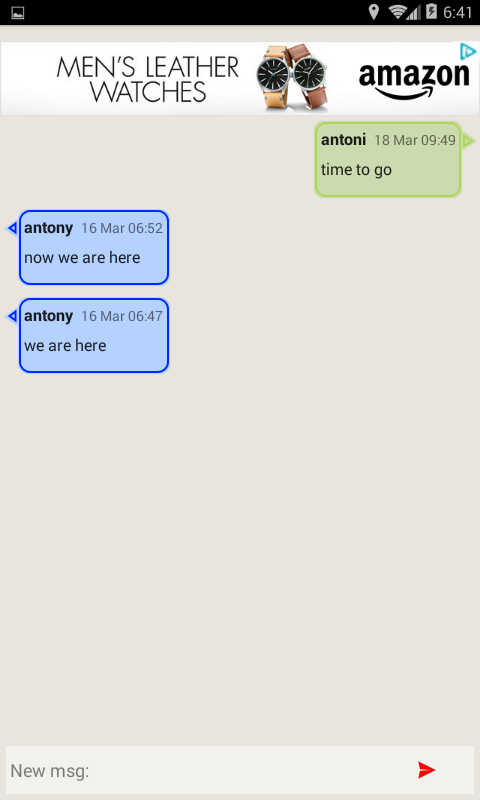 6:41
MEN'S LEATHER
WATCHES
amazon
antoni 18 Mar 09:49
time to go
antony 16 Mar 06:52
now we are here
antony 16 Mar 06:47
we are here
New msg: